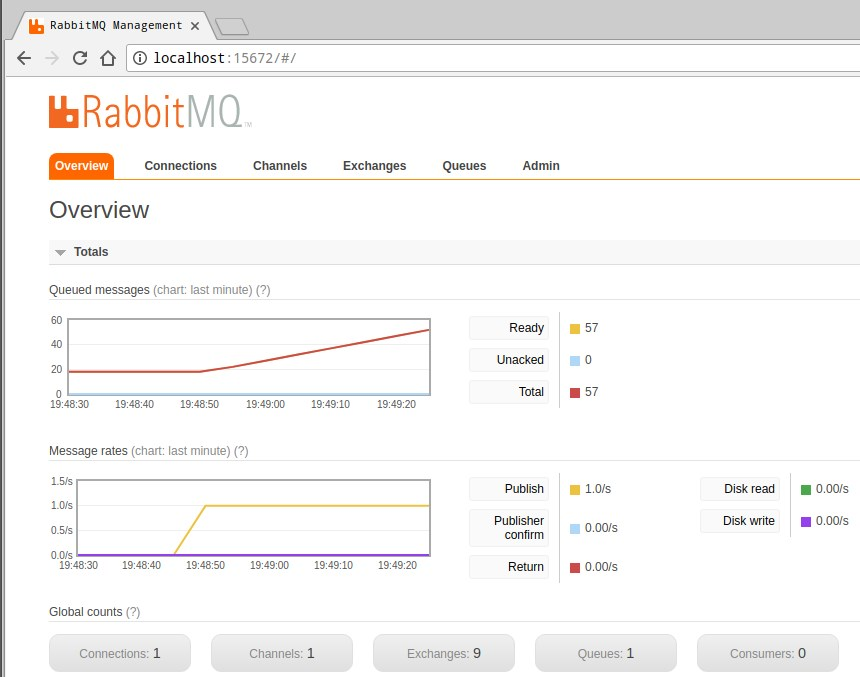 RabbitMQ Management
localhost:15672/#/
RabbitMQ™
Overview Connections Channels Exchanges Queues Admin
Overview
Totals
Queued messages (chart: last minute) (?)
60
40
20
0
19:48:30 19:48:40 19:48:50 19:49:00 19:49:10 19:49:20
Ready 57
Unacked 0
Total 57
Message rates (chart: last minute) (?)
1.5/s
1.0/s
0.5/s
0.0/s
19:48:30 19:48:40 19:48:50 19:49:00 19:49:10 19:49:20
Publish 1.0/s
Publisher
confirm 0.00/s
Return 0.00/s
Disk read 0.00/s
Disk write 0.00/s
Global counts (?)
Connections: 1 Channels: 1 Exchanges: 9 Queues: 1 Consumers: 0